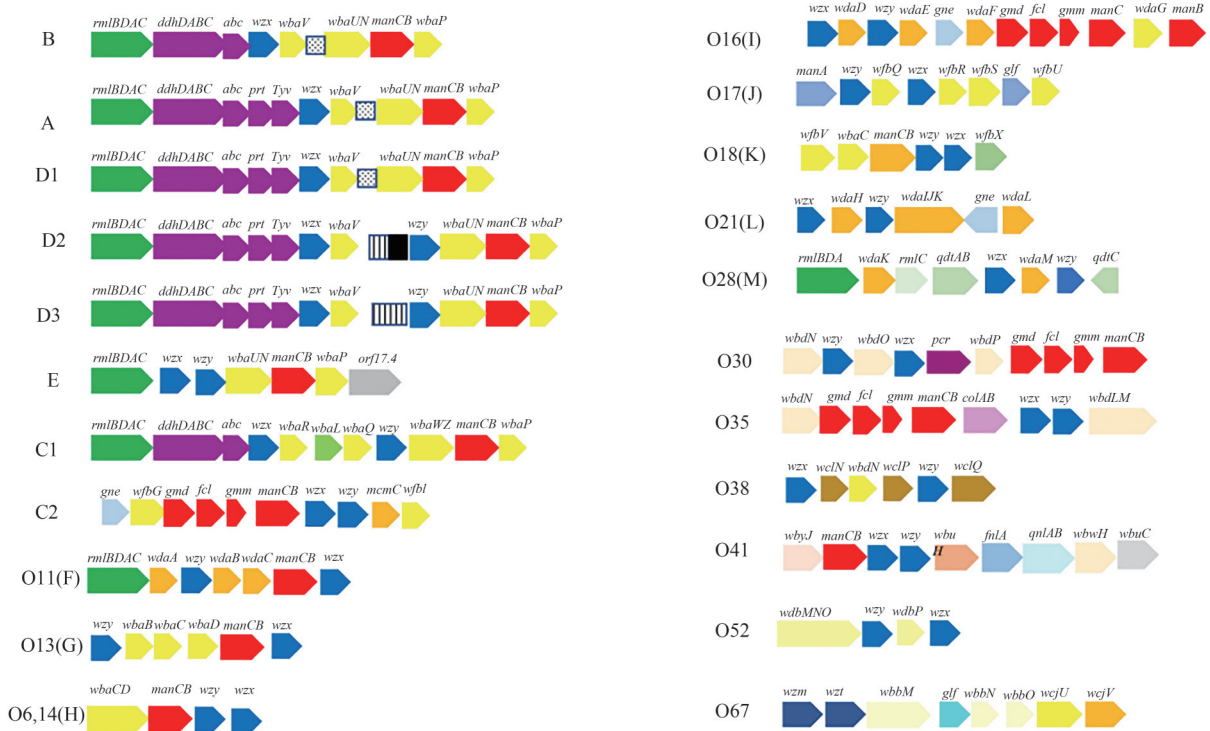 rmlBDAC ddhDABC abc wzx wbaV wbaUN manCB wbaP
B
rmlBDAC ddhDABC abc prt Tyv wzx wbaV wbaUN manCB wbaP
A
rmlBDAC ddhDABC abc prt Tyv wzx wbaV wbaUN manCB wbaP
D1
rmlBDAC ddhDABC abc prt Tyv wzx wbaV wzy wbaUN manCB wbaP
D2
rmlBDAC ddhDABC abc prt Tyv wzx wbaV wzy wbaUN manCB wbaP
D3
rmlBDAC wzx wzy wbaUN manCB wbaP orf17.4
E
rmlBDAC ddhDABC abc wzx wbaR wbaL wbaQ wzy wbaWZ manCB wbaP
C1
gne wfbG gmd fcl gmm manCB wzx wzy mcmC wfbl
C2
rmlBDAC wdaA wzy wdaB wdaC manCB wzx
O11(F)
wzy wbaB wbaC wbaD manCB wzx
O13(G)
wbaCD manCB wzy wzx
O6,14(H)
wzx wdaD wzy wdaE gne wdaF gmd fcl gmm manC wdaG manB
O16(I)
manA wzy wfbQ wzx wfbR wfbS glf wfbU
O17(J)
wfbV wbaC manCB wzy wzx wfbX
O18(K)
wzx wdaH wzy wdaIJK gne wdaL
O21(L)
rmlBDA wdaK rmlC qdtAB wzx wdaM wzy qdtC
O28(M)
wbdN wzy wbdO wzx pcr wbdP gmd fcl gmm manCB
O30
wbdN gmd fcl gmm manCB colAB wzx wzy wbdLM
O35
wzx wclN wbdN wclP wzy wclQ
O38
wbyJ manCB wzx wzy wbu fnlA qnlAB wbwH wbuC
H
O41
wdbMNO wzy wdbP wzx
O52
wzm wzt wbbM glf wbbN wbbO wcjU wcjV
O67